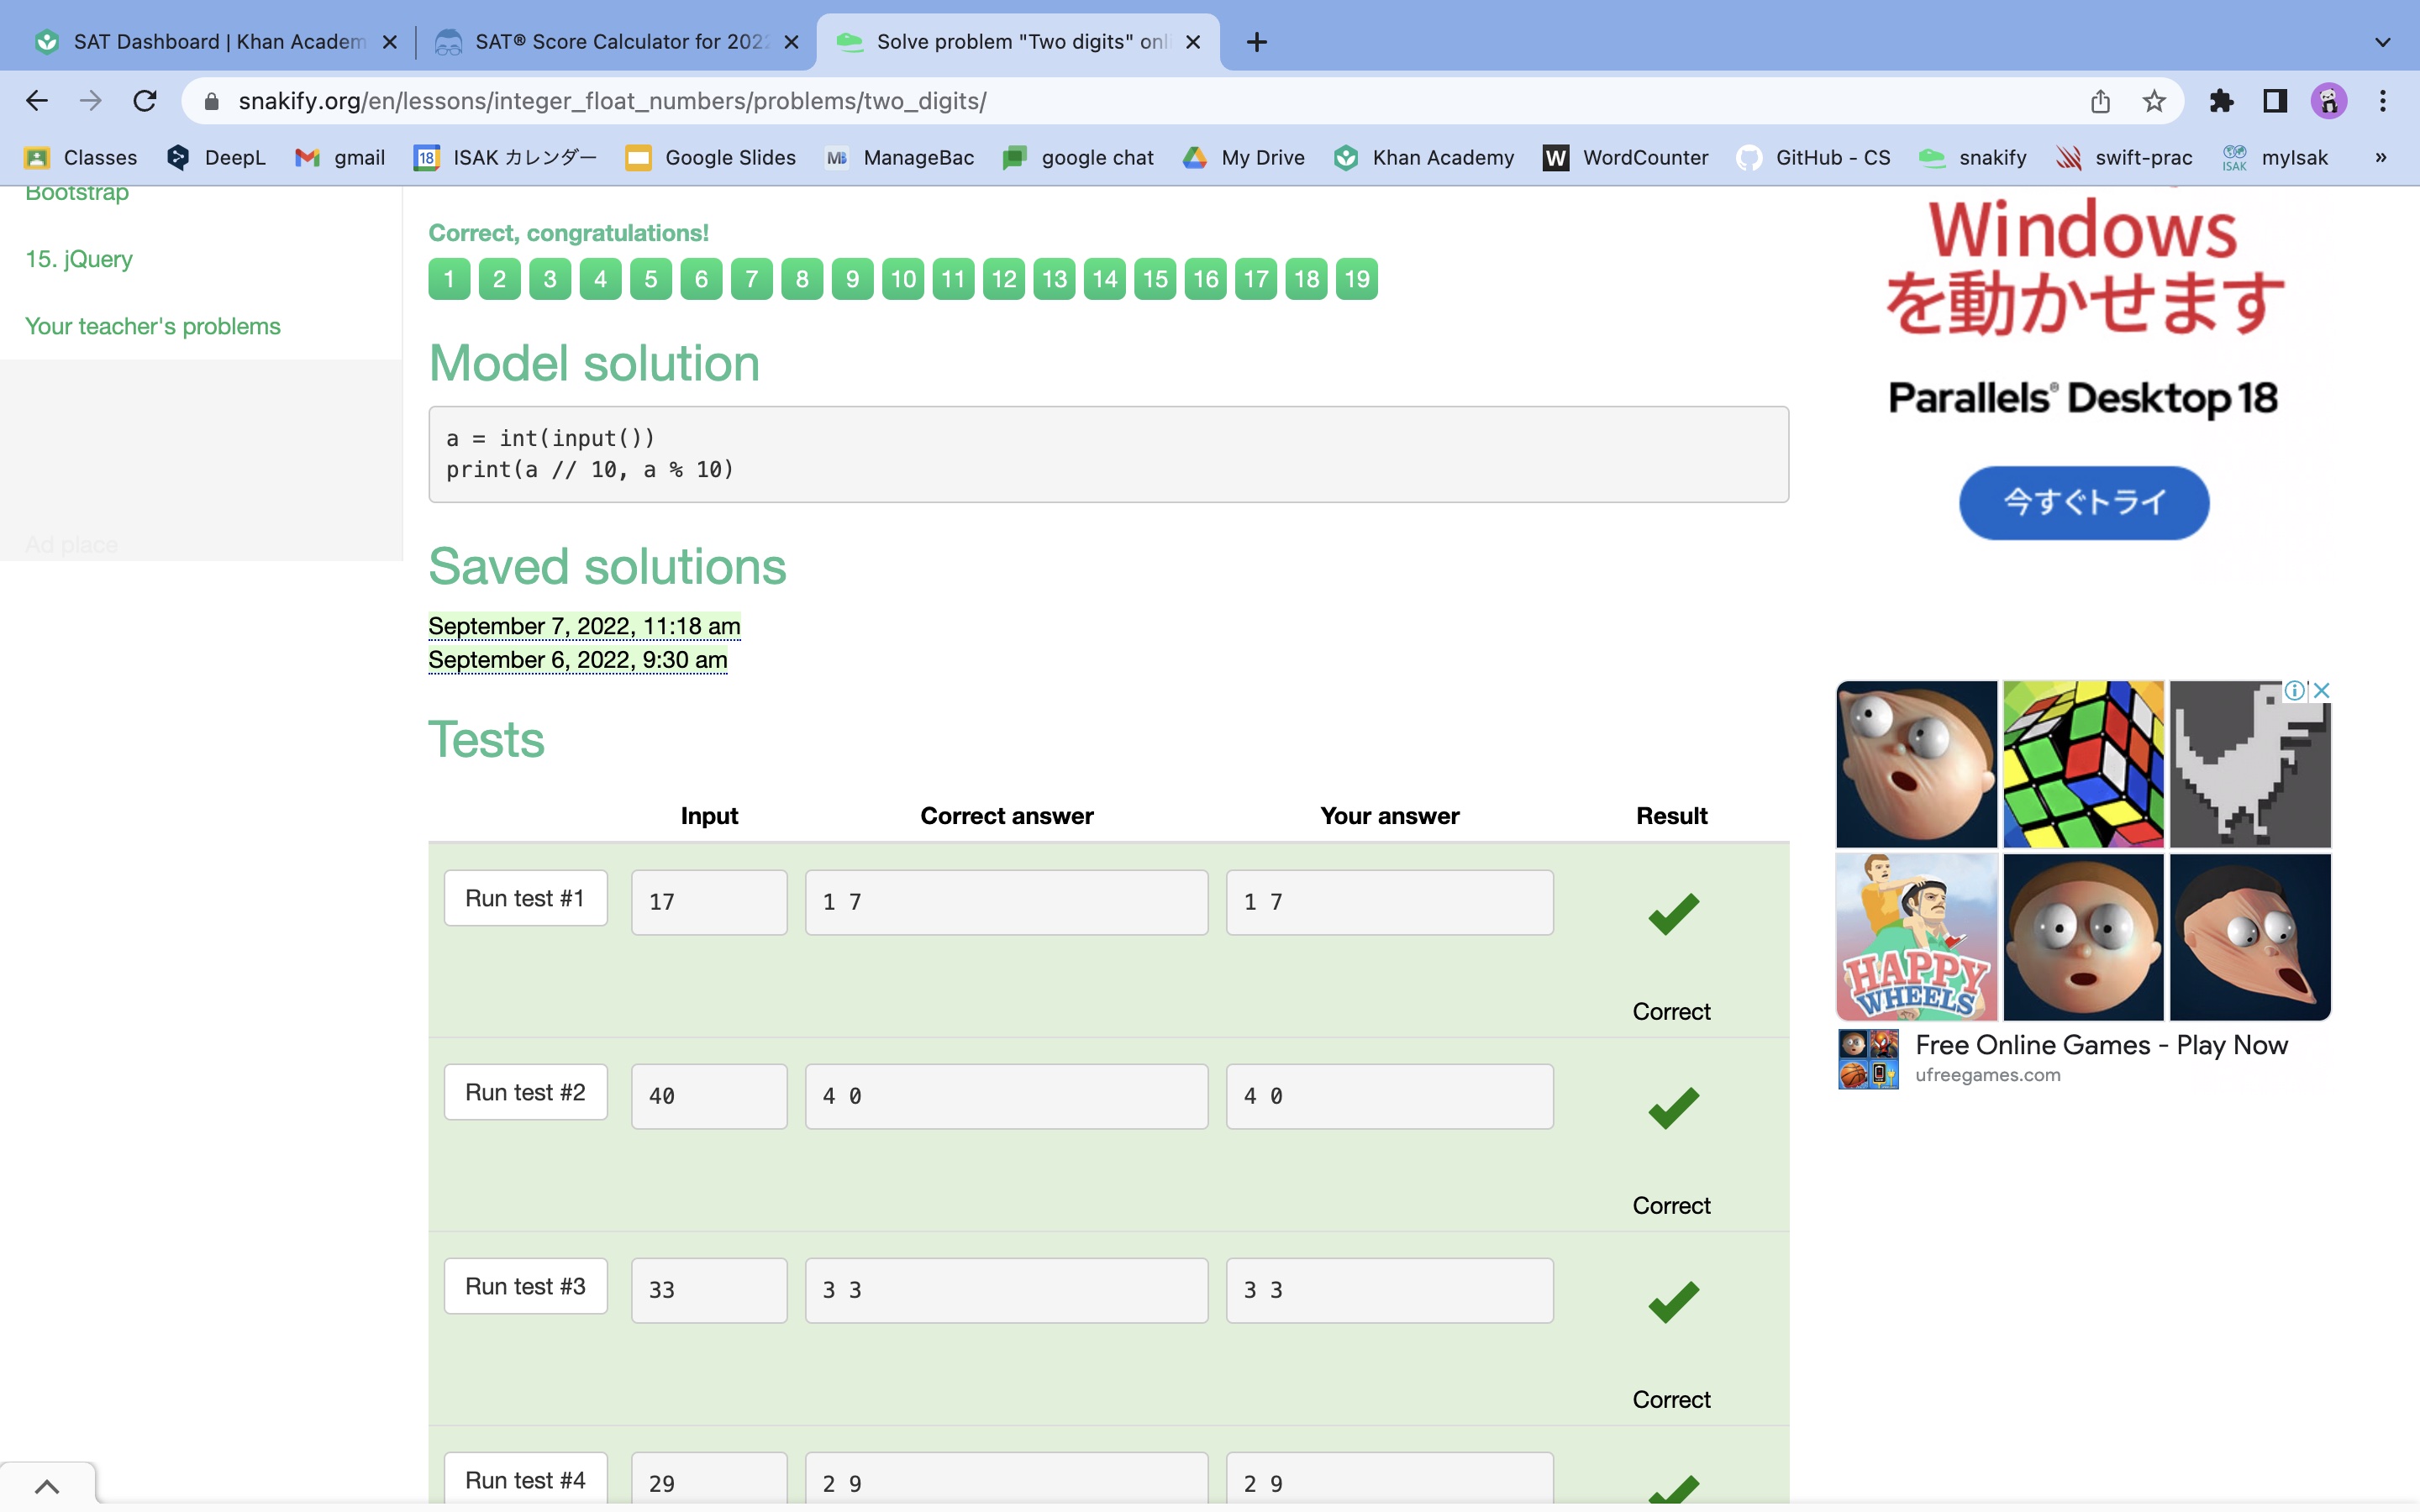 SAT Dashboard | Khan Academ
SAT® Score Calculator for 202
Solve problem "Two digits" onl
snakify.org/en/lessons/integer_float_numbers/problems/two_digits/
Classes
DeepL
gmail
18
ISAK カレンダー
Google Slides
MB
ManageBac
google chat
My Drive
Khan Academy
W
WordCounter
GitHub - CS
snakify
swift-prac
ISAK
myIsak
»
Bootstrap
15. jQuery
Your teacher's problems
Ad place
Correct, congratulations!
1 2 3 4 5 6 7 8 9 10 11 12 13 14 15 16 17 18 19
Model solution
a = int(input())
print(a // 10, a % 10)
Saved solutions
September 7, 2022, 11:18 am
September 6, 2022, 9:30 am
Tests
Input Correct answer Your answer Result
Run test #1 17 1 7 1 7
Correct
Run test #2 40 4 0 4 0
Correct
Run test #3 33 3 3 3 3
Correct
Run test #4 29 2 9 2 9
Windows
を動かせます
Parallels® Desktop 18
今すぐトライ
HAPPY
WHEELS
Free Online Games - Play Now
ufreegames.com